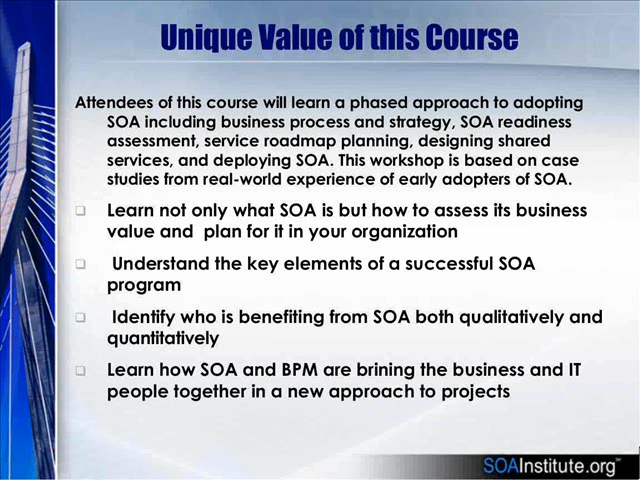 Unique Value of this Course
Attendees of this course will learn a phased approach to adopting
SOA including business process and strategy, SOA readiness
assessment, service roadmap planning, designing shared
services, and deploying SOA. This workshop is based on case
studies from real-world experience of early adopters of SOA.
Learn not only what SOA is but how to assess its business
value and  plan for it in your organization
Understand the key elements of a successful SOA
program
Identify who is benefiting from SOA both qualitatively and
quantitatively
Learn how SOA and BPM are brining the business and IT
people together in a new approach to projects
SOAInstitute.org